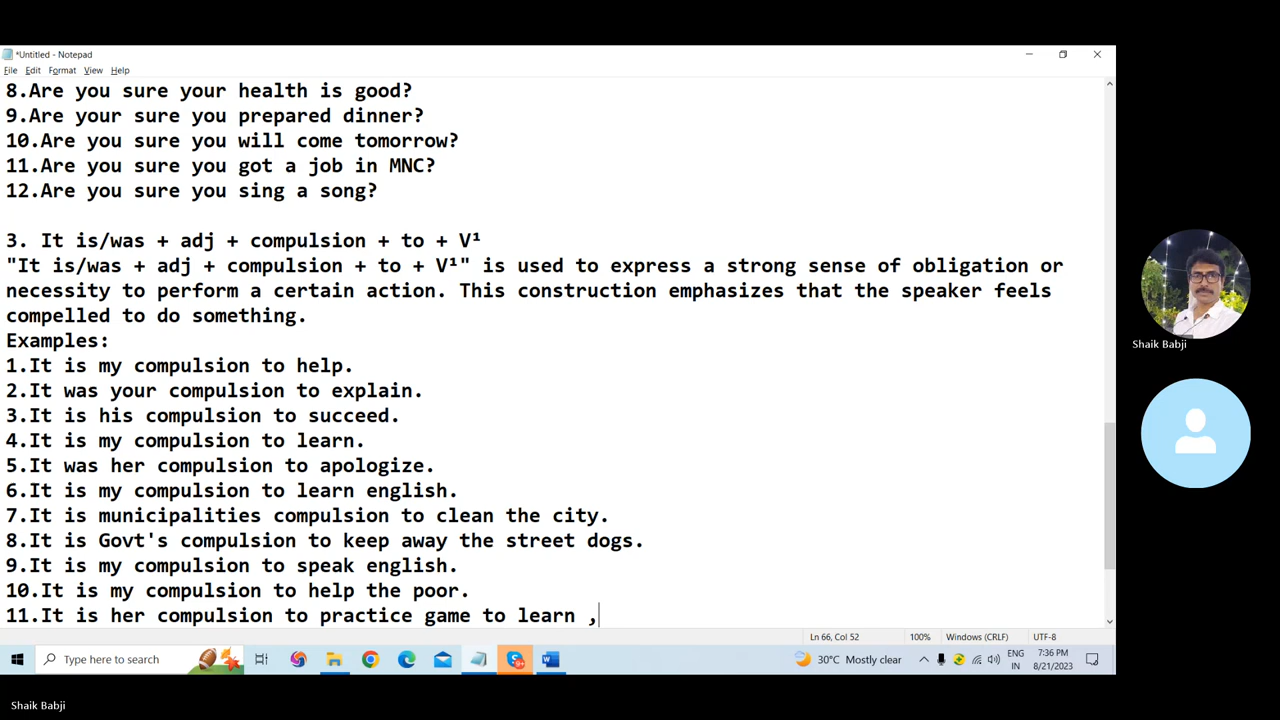 *Untitled - Notepad
File Edit Format View Help
8.Are you sure your health is good?
9.Are your sure you prepared dinner?
10.Are you sure you will come tomorrow?
11.Are you sure you got a job in MNC?
12.Are you sure you sing a song?
3. It is/was + adj + compulsion + to + V¹
"It is/was + adj + compulsion + to + V¹" is used to express a strong sense of obligation or
necessity to perform a certain action. This construction emphasizes that the speaker feels
compelled to do something.
Examples:
1.It is my compulsion to help.
2.It was your compulsion to explain.
3.It is his compulsion to succeed.
4.It is my compulsion to learn.
5.It was her compulsion to apologize.
6.It is my compulsion to learn english.
7.It is municipalities compulsion to clean the city.
8.It is Govt's compulsion to keep away the street dogs.
9.It is my compulsion to speak english.
10.It is my compulsion to help the poor.
11.It is her compulsion to practice game to learn ,
Ln 66, Col 52 100% Windows (CRLF) UTF-8
Type here to search
30°C Mostly clear
ENG
IN
7:36 PM
8/21/2023
Shaik Babji
Shaik Babji